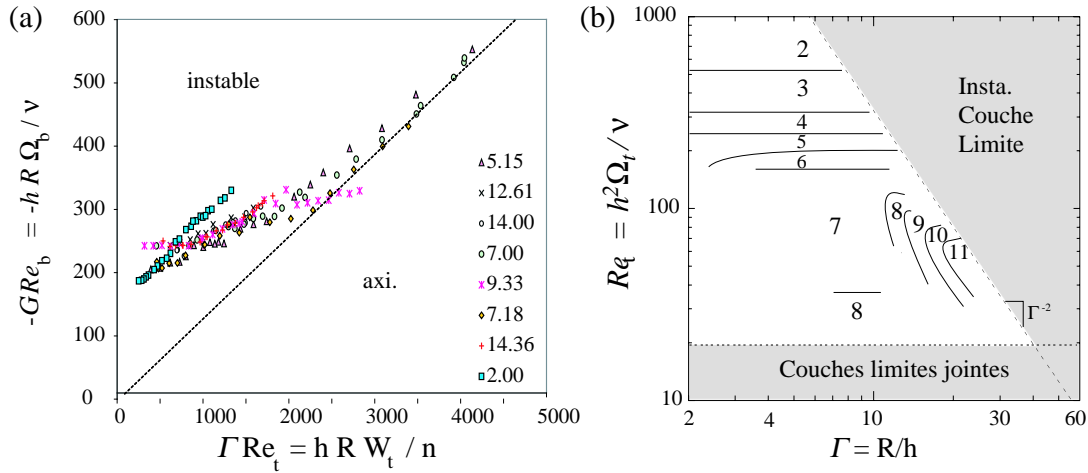 (a)
600
500
400
300
200
100
0
-GRe_b = -h R Ω_b / ν
instable
axi.
5.15
12.61
14.00
7.00
9.33
7.18
14.36
2.00
0 1000 2000 3000 4000 5000
Γ Re_t = h R W_t / n
(b)
1000
100
10
Re_t = h²Ω_t / ν
2
3
4
5
6
7
8
9
10
11
8
Insta.
Couche
Limite
Γ⁻²
Couches limites jointes
2 4 10 30 60
Γ = R/h